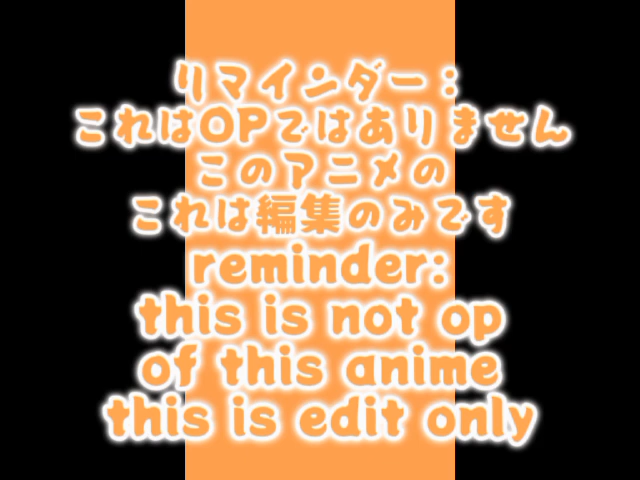 リマインダー：
これはOPではありません
このアニメの
これは編集のみです
reminder:
this is not op
of this anime
this is edit only